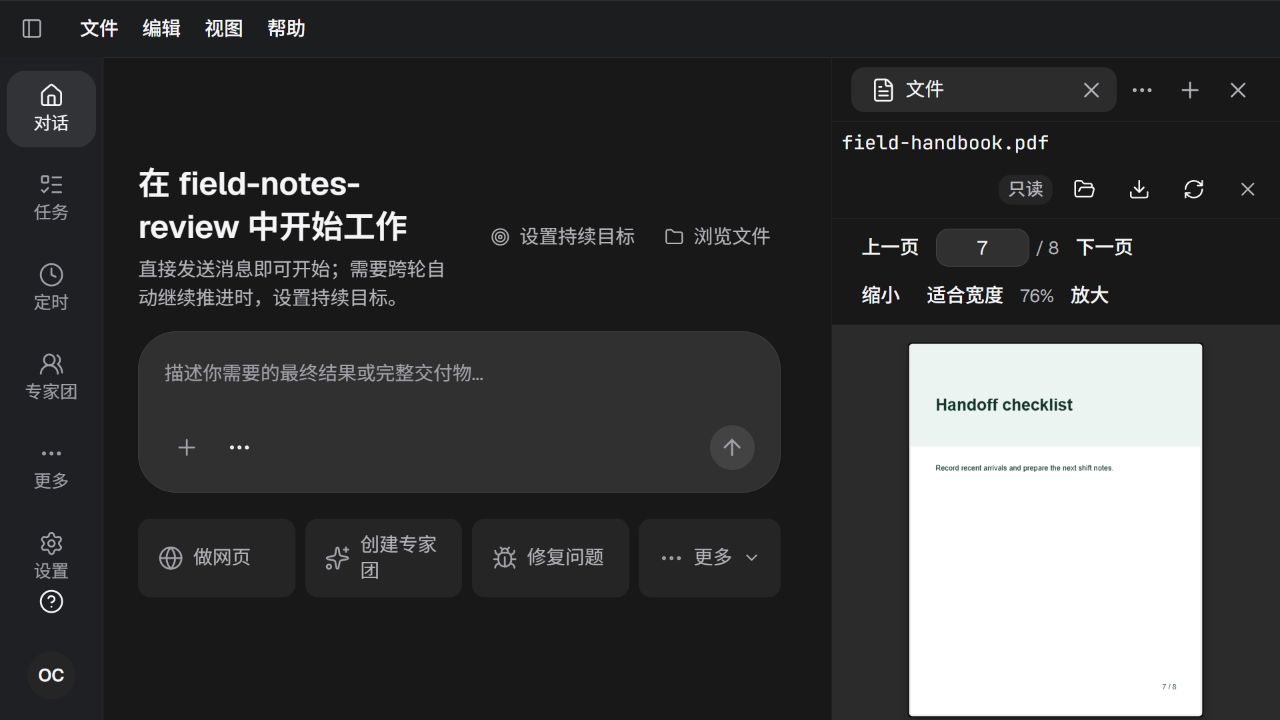 文件 编辑 视图 帮助
对话
任务
定时
专家团
更多
设置
OC
在 field-notes-
review 中开始工作
直接发送消息即可开始；需要跨轮自
动继续推进时，设置持续目标。
设置持续目标 浏览文件
描述你需要的最终结果或完整交付物...
做网页
创建专家
团
修复问题
更多
文件
field-handbook.pdf
只读
上一页 7 / 8 下一页
缩小 适合宽度 76% 放大
Handoff checklist
Record recent arrivals and prepare the next shift notes.
7 / 8